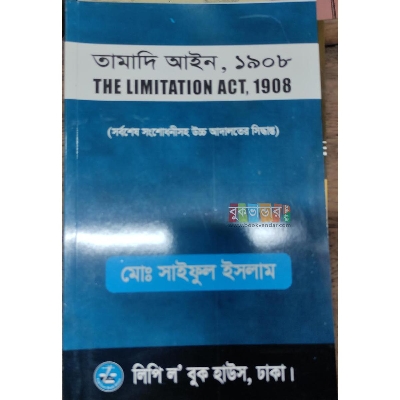 তামাদি আইন, ১৯০৮
THE LIMITATION ACT, 1908
(সর্বশেষ সংশোধনীসহ উচ্চ আদালতের সিদ্ধান্ত)
বুকভান্ডার
মোঃ সাইফুল ইসলাম
লিপি ল' বুক হাউস, ঢাকা।